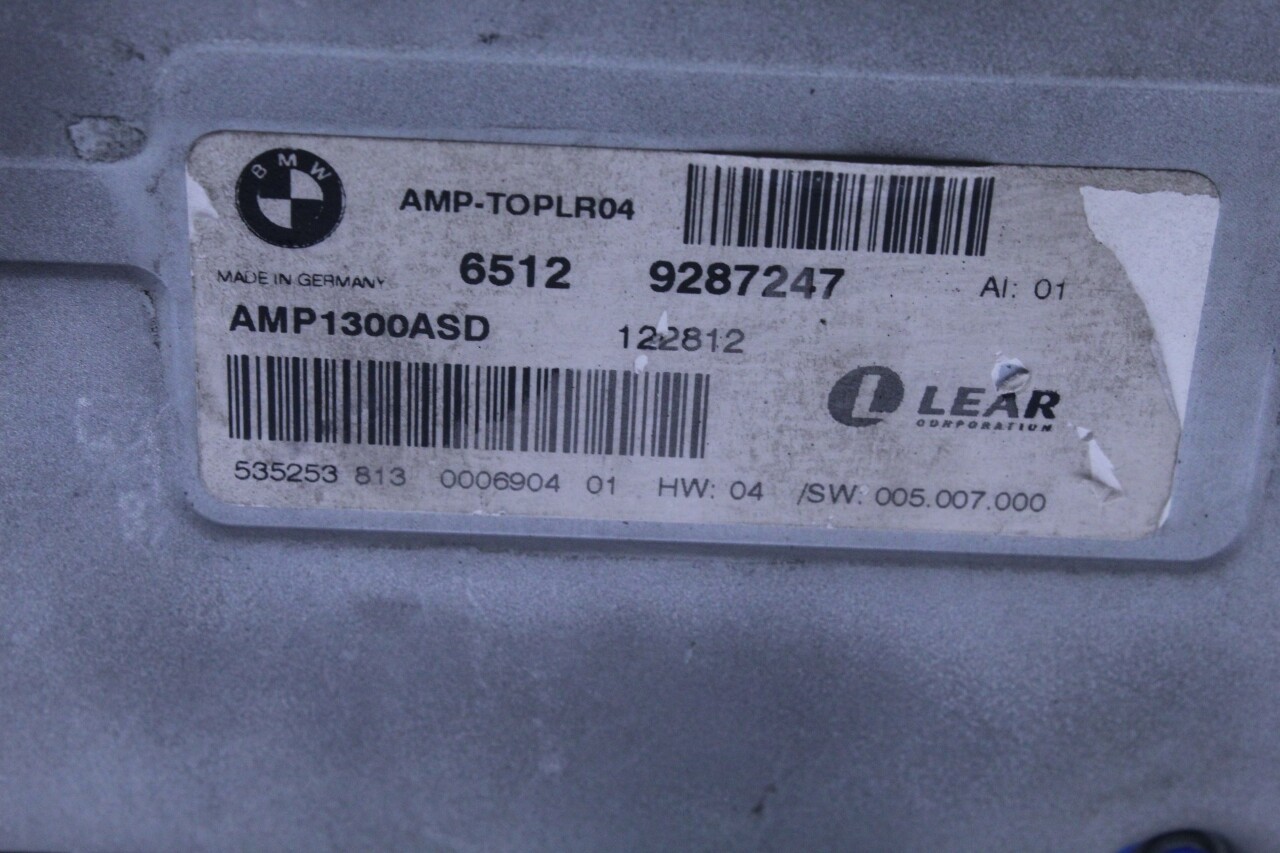 BMW
AMP-TOPLR04
MADE IN GERMANY
6512 9287247 AI: 01
AMP1300ASD 122812
LEAR
CORPORATION
535253 813 0006904 01 HW: 04 /SW: 005.007.000